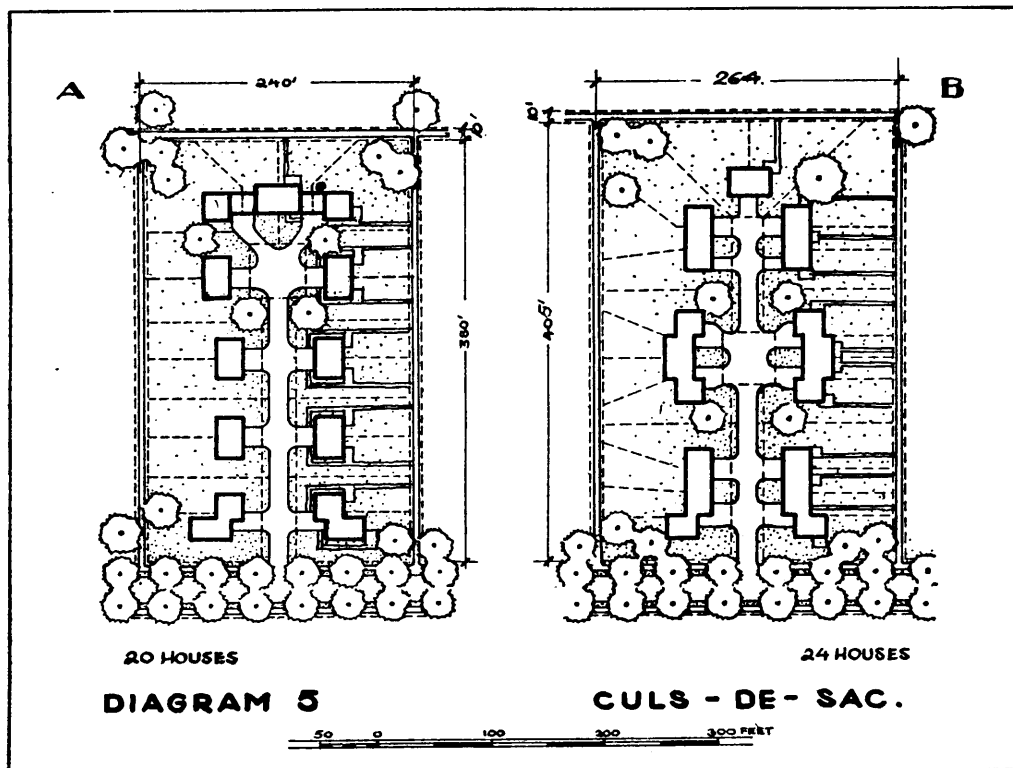 A
240'
264
B
10'
10'
380'
405'
20 HOUSES
24 HOUSES
DIAGRAM 5
CULS - DE - SAC.
50 0 100 200 300 FEET